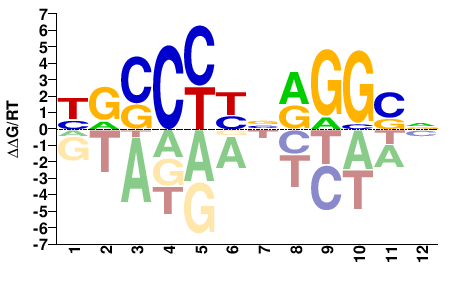 ΔΔG/RT
7
6
5
4
3
2
1
0
-1
-2
-3
-4
-5
-6
-7
T C A G
G A T
C G T A
C A G T
C T A G
T C A
G C T
A G C T
G A T C
G C A T
C G T A
A G C
1 2 3 4 5 6 7 8 9 10 11 12